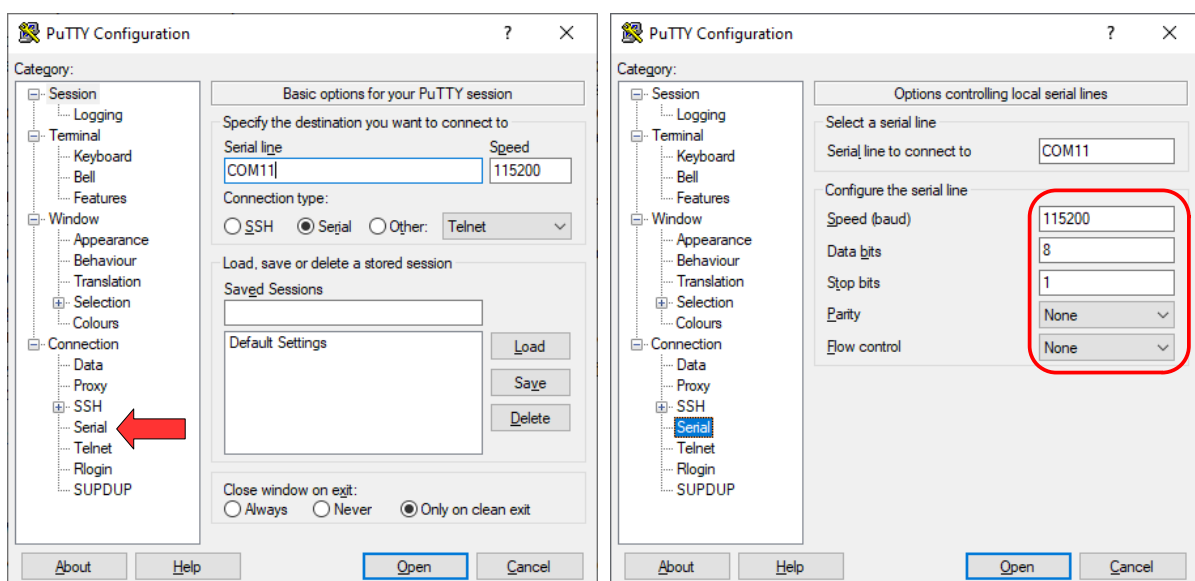 PuTTY Configuration
Category:
Session
Logging
Terminal
Keyboard
Bell
Features
Window
Appearance
Behaviour
Translation
Selection
Colours
Connection
Data
Proxy
SSH
Serial
Telnet
Rlogin
SUPDUP
Basic options for your PuTTY session
Specify the destination you want to connect to
Serial line Speed
COM11 115200
Connection type:
SSH Serial Other: Telnet
Load, save or delete a stored session
Saved Sessions
Default Settings
Load
Save
Delete
Close window on exit:
Always Never Only on clean exit
About Help Open Cancel
PuTTY Configuration
Category:
Session
Logging
Terminal
Keyboard
Bell
Features
Window
Appearance
Behaviour
Translation
Selection
Colours
Connection
Data
Proxy
SSH
Serial
Telnet
Rlogin
SUPDUP
Options controlling local serial lines
Select a serial line
Serial line to connect to COM11
Configure the serial line
Speed (baud) 115200
Data bits 8
Stop bits 1
Parity None
Flow control None
About Help Open Cancel